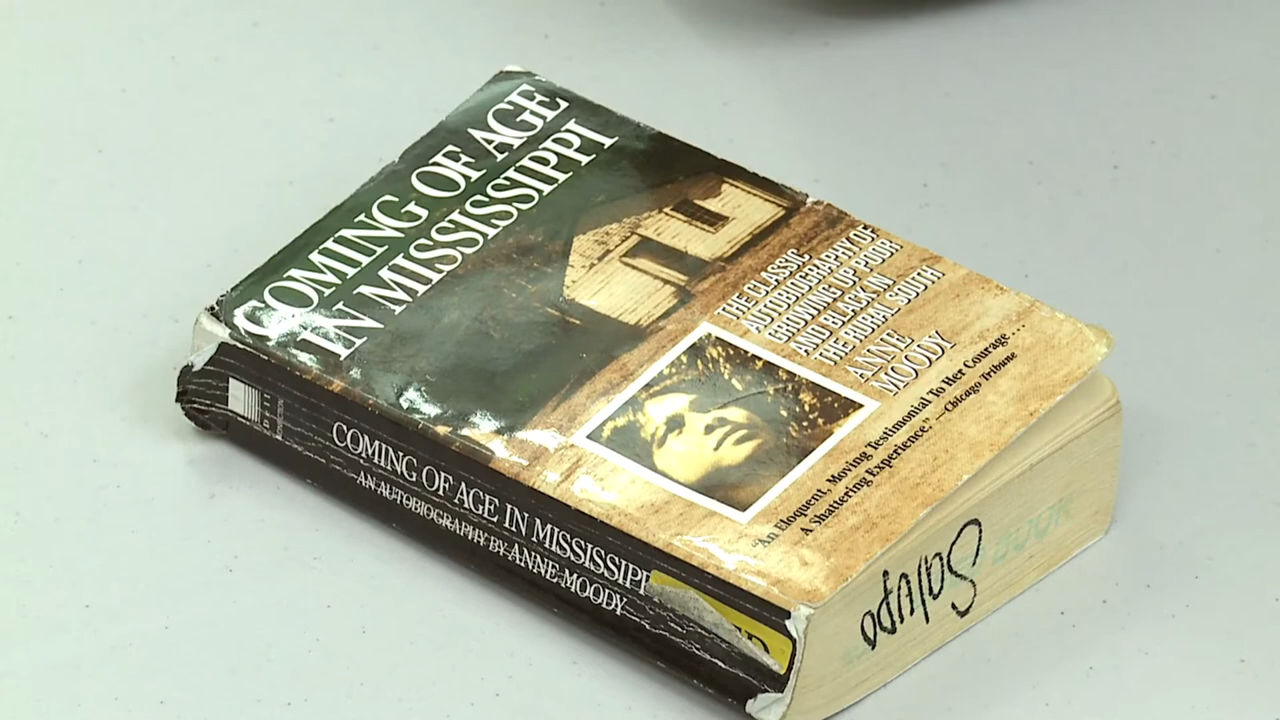 COMING OF AGE
IN MISSISSIPPI
THE CLASSIC
AUTOBIOGRAPHY OF
GROWING UP POOR
AND BLACK IN
THE RURAL SOUTH
ANNE
MOODY
"An Eloquent, Moving Testimonial To Her Courage....
A Shattering Experience." —Chicago Tribune
COMING OF AGE IN MISSISSIPP
AN AUTOBIOGRAPHY BY ANNE MOODY
Salupo